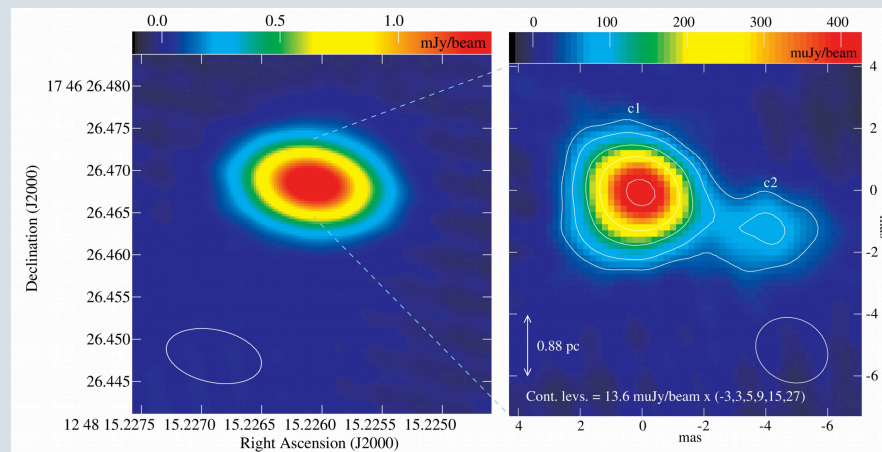 0.0 0.5 1.0
mJy/beam
17 46 26.480
26.475
26.470
26.465
26.460
26.455
26.450
26.445
Declination (J2000)
12 48 15.2275 15.2270 15.2265 15.2260 15.2255 15.2250
Right Ascension (J2000)
0 100 200 300 400
muJy/beam
c1
c2
4
2
0
-2
-4
-6
mas
0.88 pc
Cont. levs. = 13.6 muJy/beam x (-3,3,5,9,15,27)
4 2 0 -2 -4 -6
mas